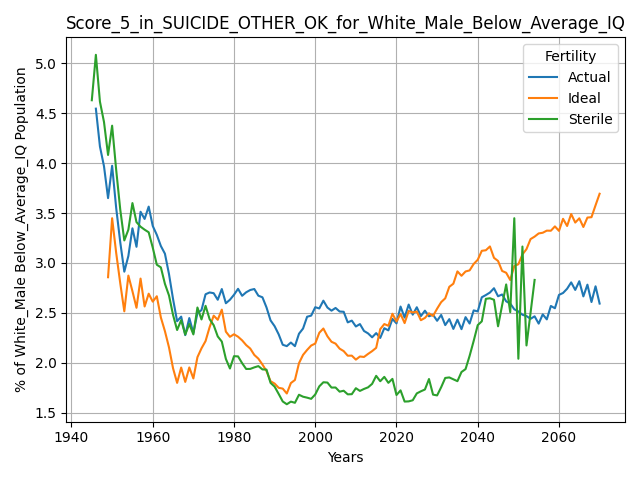 Score_5_in_SUICIDE_OTHER_OK_for_White_Male_Below_Average_IQ
% of White_Male Below_Average_IQ Population
5.0
4.5
4.0
3.5
3.0
2.5
2.0
1.5
Fertility
Actual
Ideal
Sterile
1940 1960 1980 2000 2020 2040 2060
Years